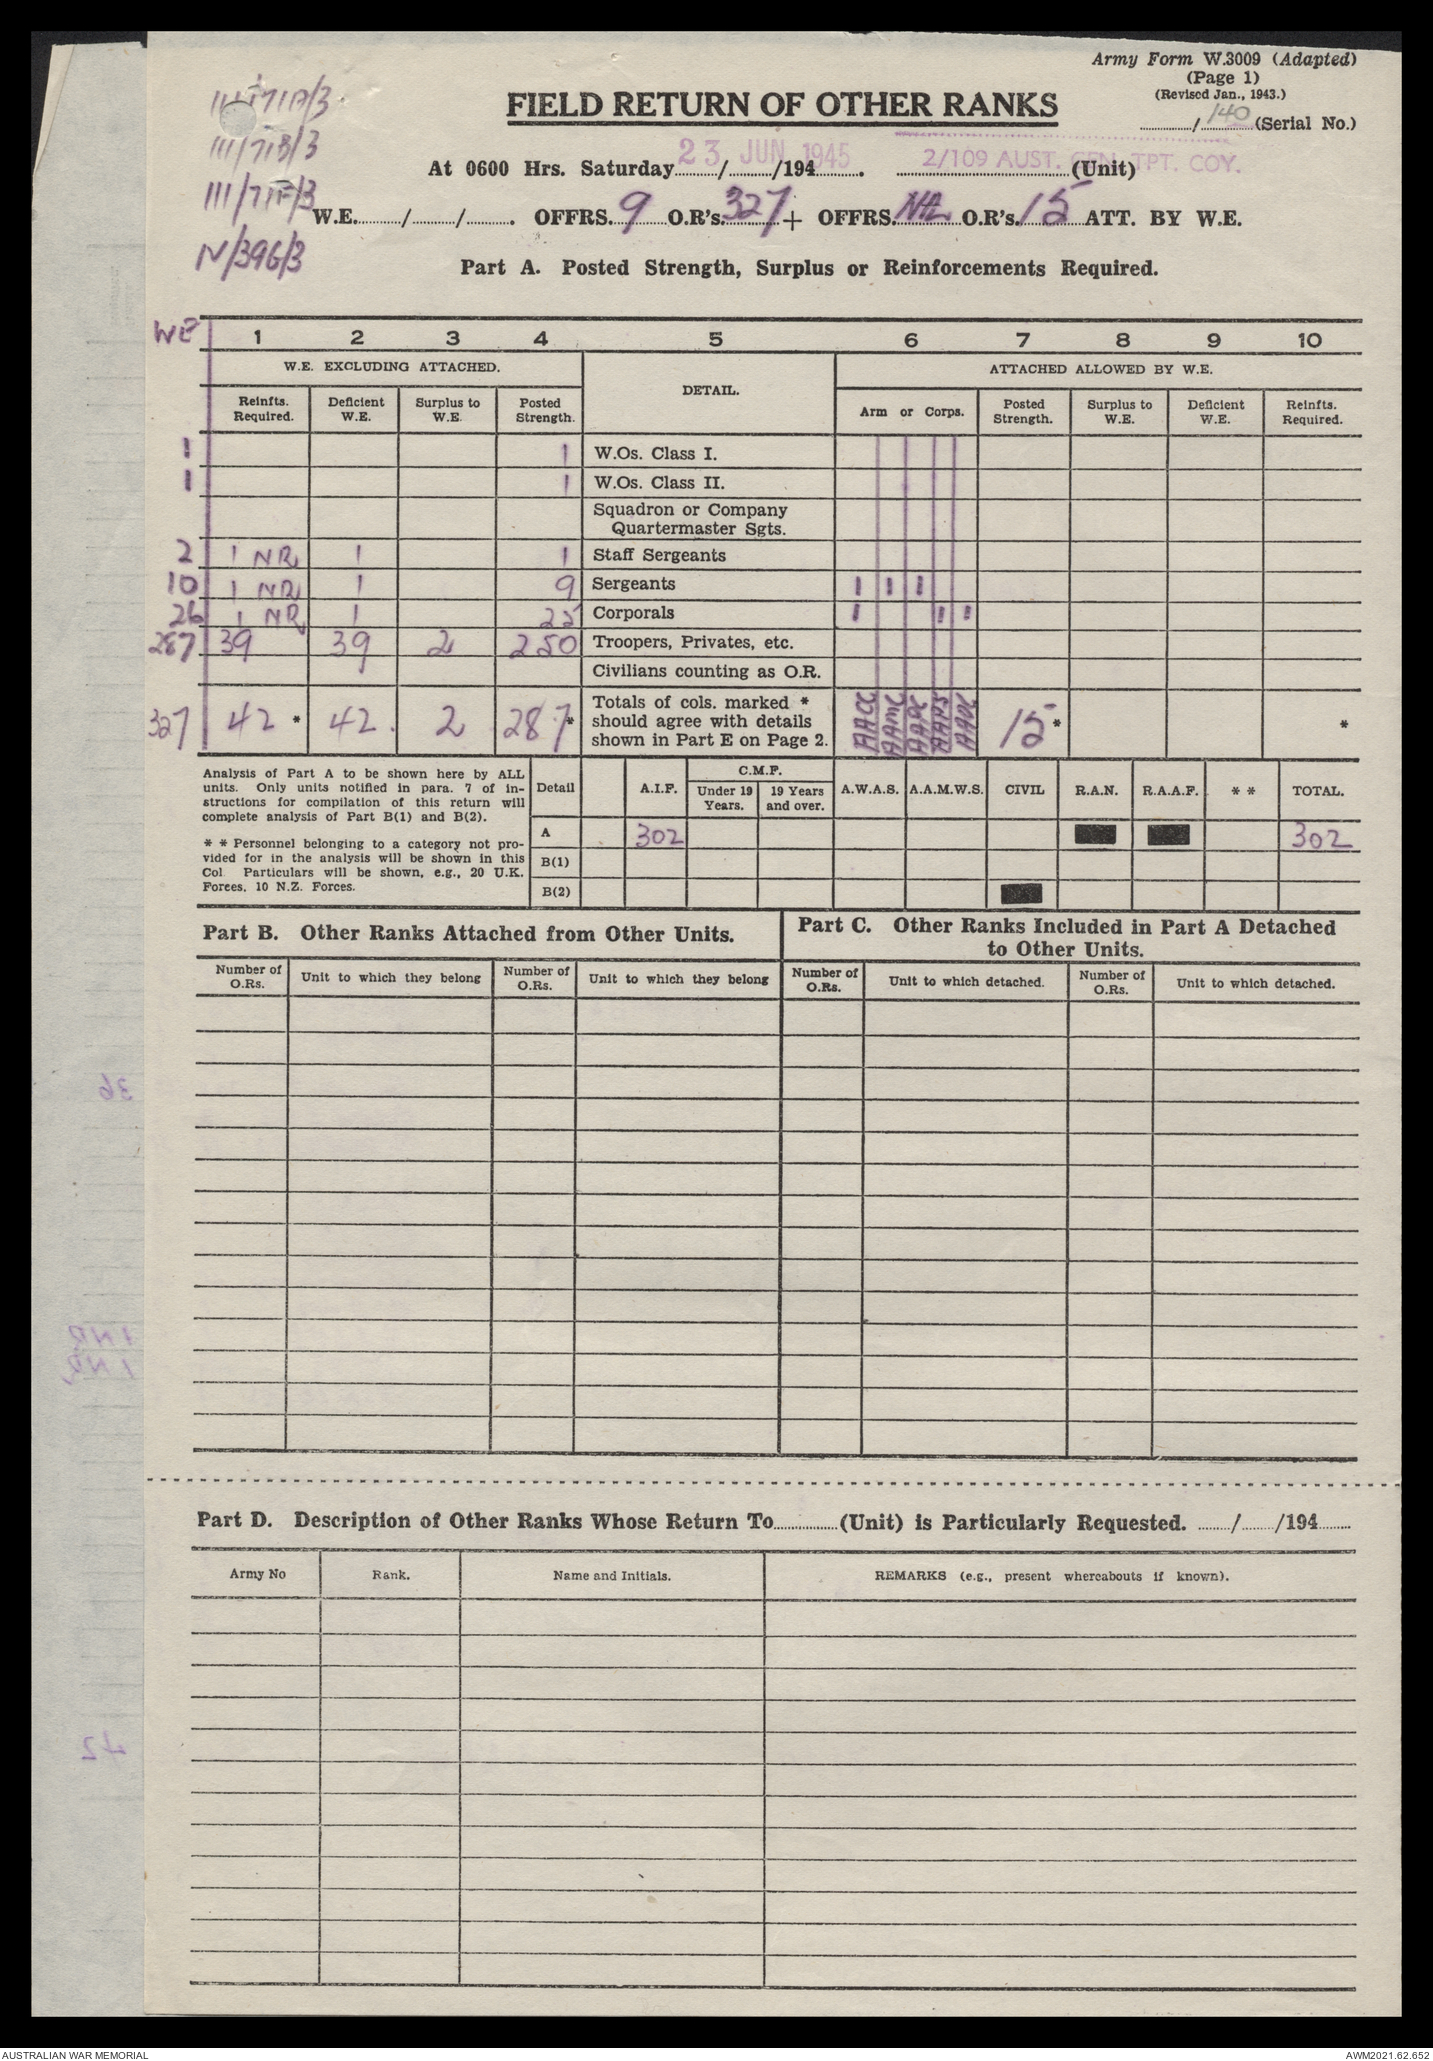 Army Form W.3009 (Adapted)
(Page 1)
(Revised Jan., 1943.)
111/71A/3
FIELD RETURN OF OTHER RANKS
........./140 (Serial No.)
111/71B/3
At 0600 Hrs. Saturday 23 JUN 1945 ......../......../194........ 2/109 AUST. GEN. TPT. COY. (Unit)
111/71F/3
W.E........./......../......... OFFRS. 9 O.R's. 327 + OFFRS. NIL O.R's. 15 ATT. BY W.E.
N/396/3
Part A. Posted Strength, Surplus or Reinforcements Required.
WE 1 2 3 4 5 6 7 8 9 10
W.E. EXCLUDING ATTACHED. DETAIL. ATTACHED ALLOWED BY W.E.
Reinfts. Required. Deficient W.E. Surplus to W.E. Posted Strength. Arm or Corps. Posted Strength. Surplus to W.E. Deficient W.E. Reinfts. Required.
1 1 W.Os. Class I.
1 1 W.Os. Class II.
Squadron or Company
Quartermaster Sgts.
2 1 NR 1 1 Staff Sergeants
10 1 NR 1 9 Sergeants 1 1 1
26 1 NR 1 25 Corporals 1 1 1
287 39 39 2 250 Troopers, Privates, etc.
Civilians counting as O.R.
327 42 * 42. 2 287 * Totals of cols. marked * should agree with details shown in Part E on Page 2. AACC AAMC AAPC AAPS AADC 15 * *
Analysis of Part A to be shown here by ALL
units. Only units notified in para. 7 of in-
structions for compilation of this return will
complete analysis of Part B(1) and B(2).
* * Personnel belonging to a category not pro-
vided for in the analysis will be shown in this
Col. Particulars will be shown, e.g., 20 U.K.
Forces, 10 N.Z. Forces.
Detail A.I.F. C.M.F. Under 19 Years. 19 Years and over. A.W.A.S. A.A.M.W.S. CIVIL R.A.N. R.A.A.F. * * TOTAL.
A 302 302
B(1)
B(2)
Part B. Other Ranks Attached from Other Units.
Part C. Other Ranks Included in Part A Detached
to Other Units.
Number of O.Rs. Unit to which they belong Number of O.Rs. Unit to which they belong Number of O.Rs. Unit to which detached. Number of O.Rs. Unit to which detached.
36
1 NR
1 NR
Part D. Description of Other Ranks Whose Return To...............(Unit) is Particularly Requested. ......../......../194........
Army No Rank. Name and Initials. REMARKS (e.g., present whereabouts if known).
42
AUSTRALIAN WAR MEMORIAL
AWM2021.62.652